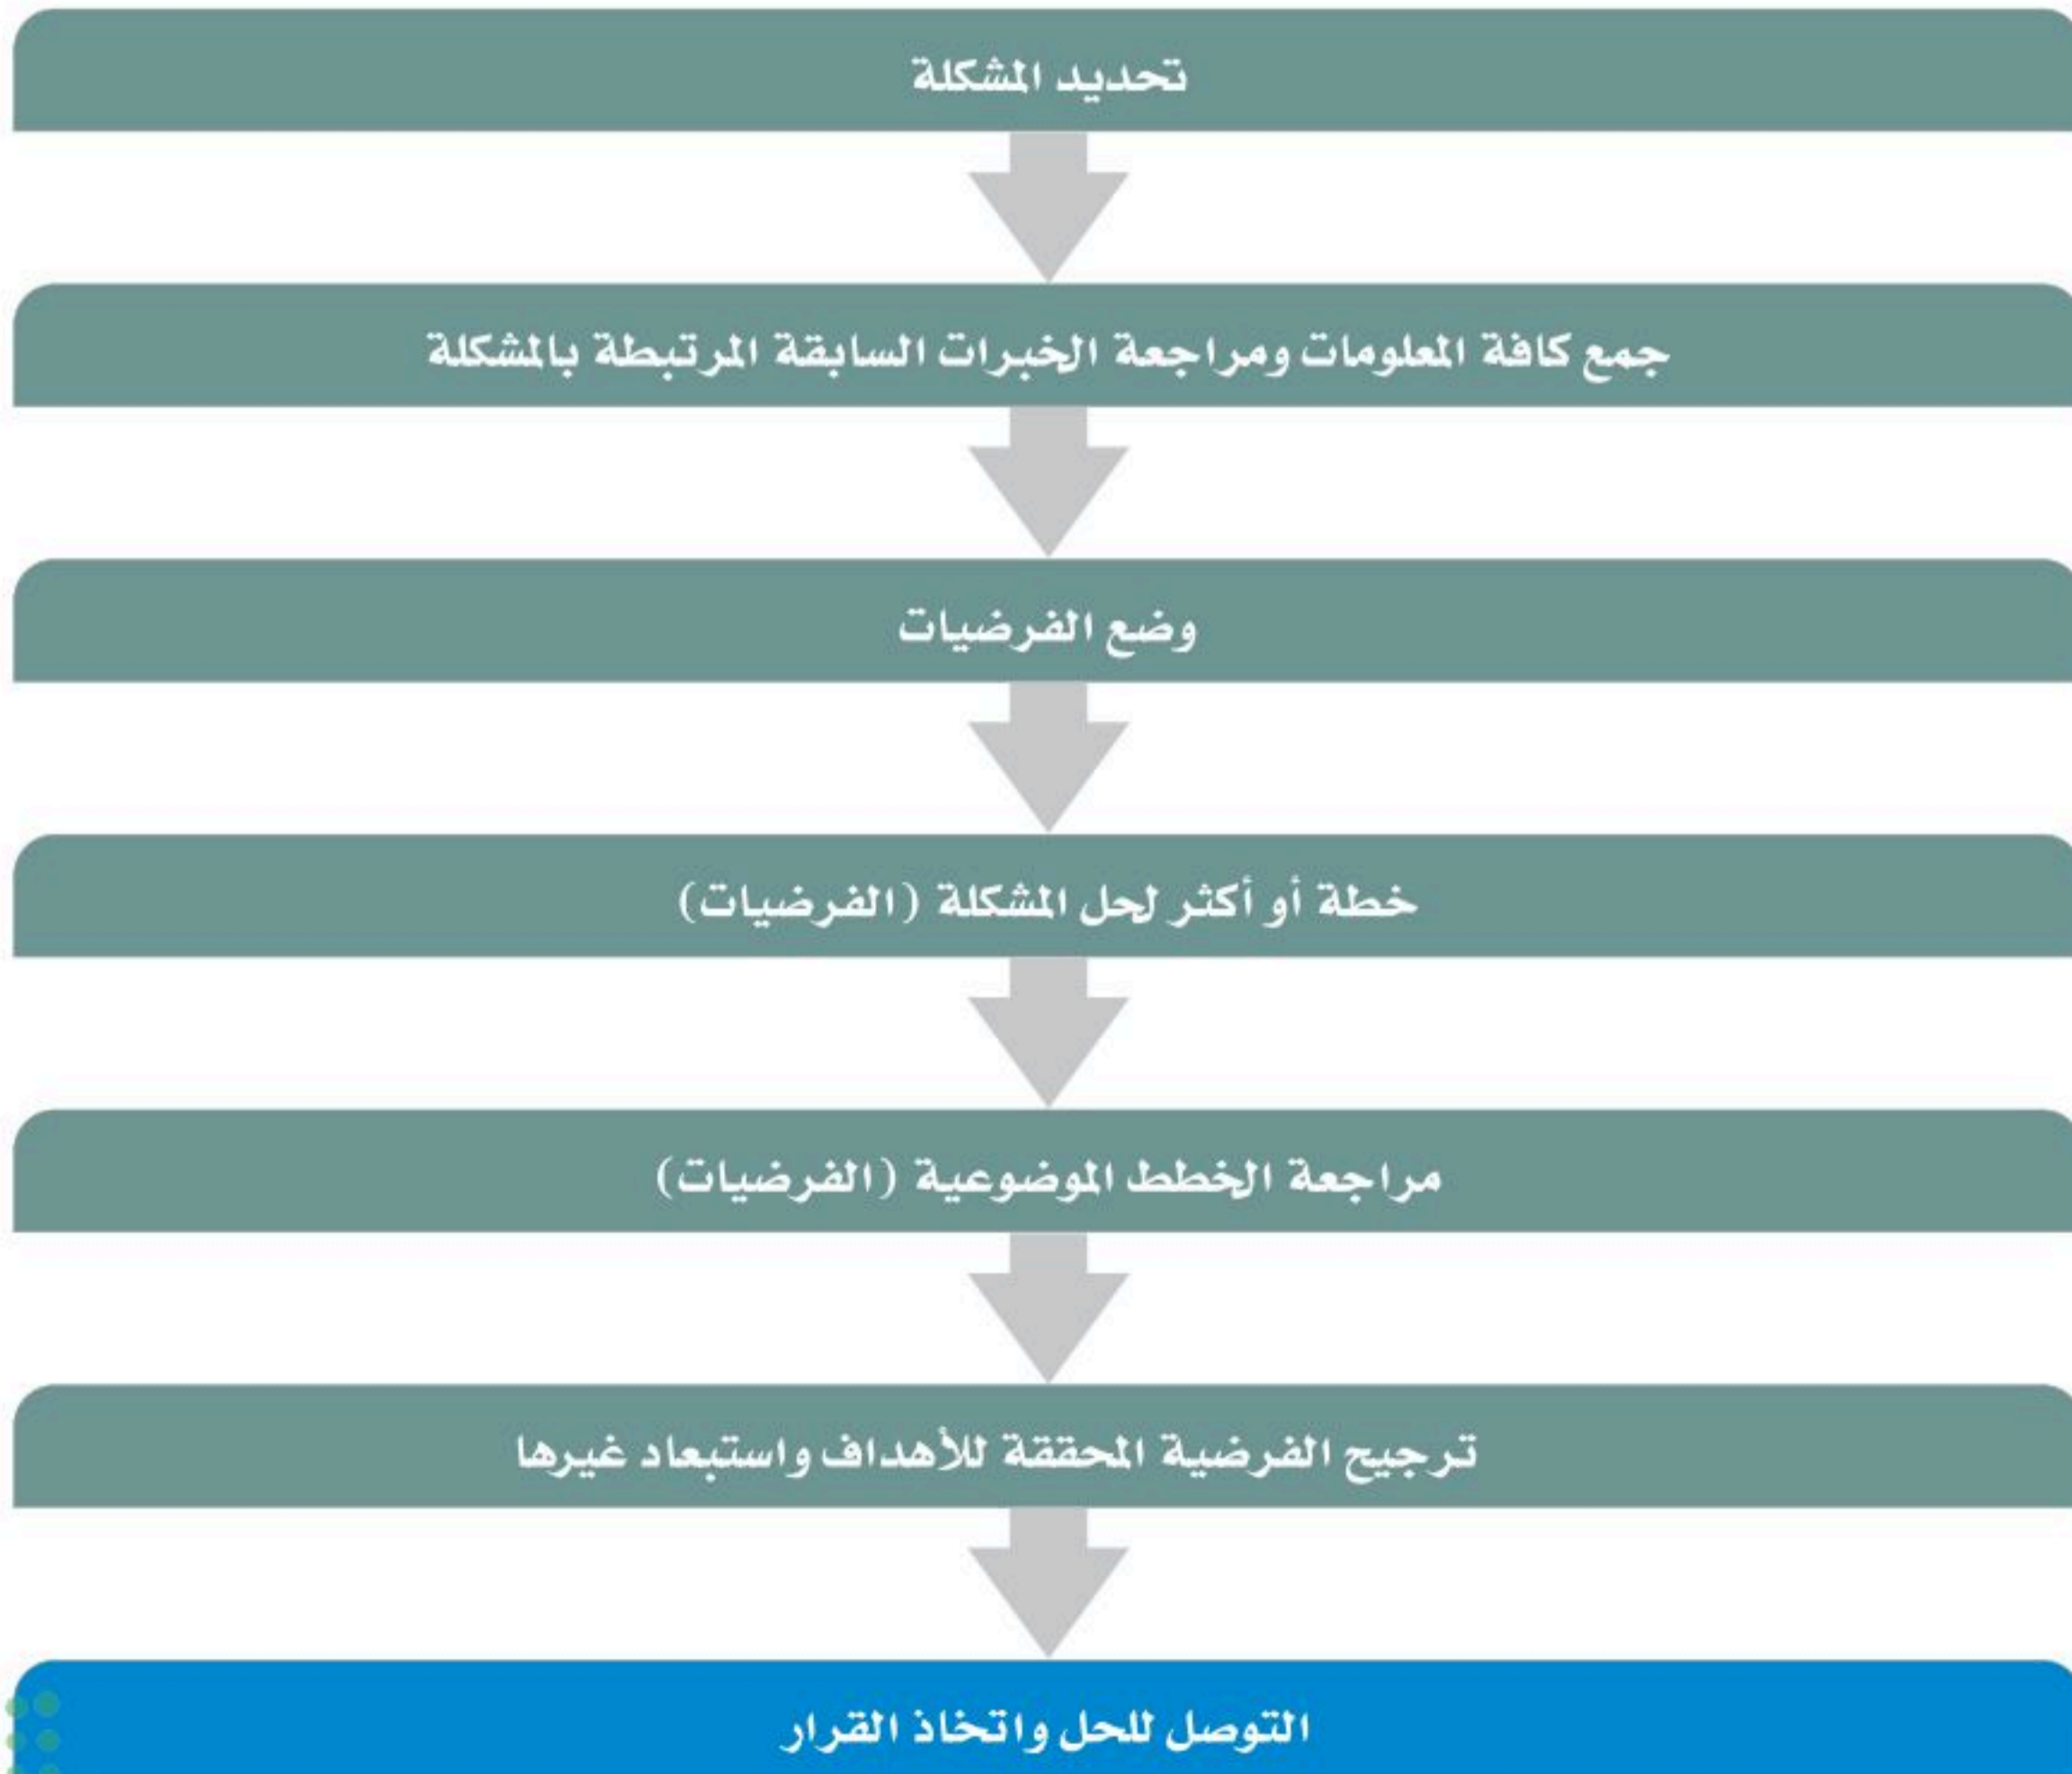 تحديد المشكلة
جمع كافة المعلومات ومراجعة الخبرات السابقة المرتبطة بالمشكلة
وضع الفرضيات
خطة أو أكثر لحل المشكلة (الفرضيات)
مراجعة الخطط الموضوعية (الفرضيات)
ترجيح الفرضية المحققة للأهداف واستبعاد غيرها
التوصل للحل واتخاذ القرار